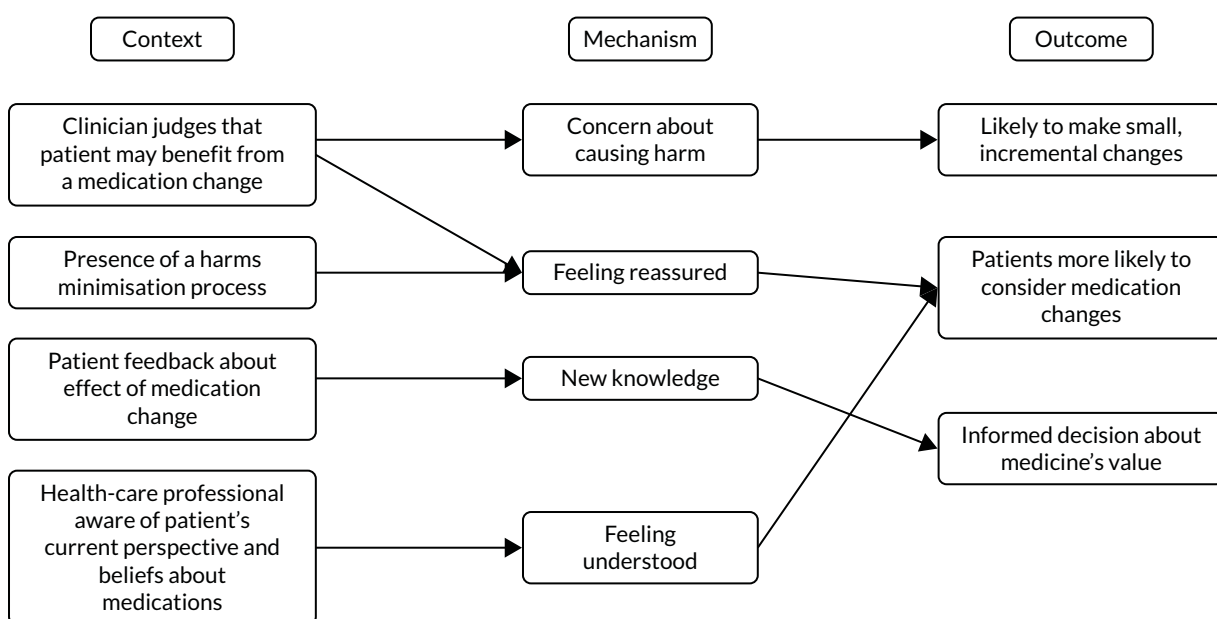 Context
Mechanism
Outcome
Clinician judges that
patient may benefit from
a medication change
Concern about
causing harm
Likely to make small,
incremental changes
Presence of a harms
minimisation process
Feeling reassured
Patients more likely to
consider medication
changes
Patient feedback about
effect of medication
change
New knowledge
Informed decision about
medicine’s value
Health-care professional
aware of patient’s
current perspective and
beliefs about
medications
Feeling
understood